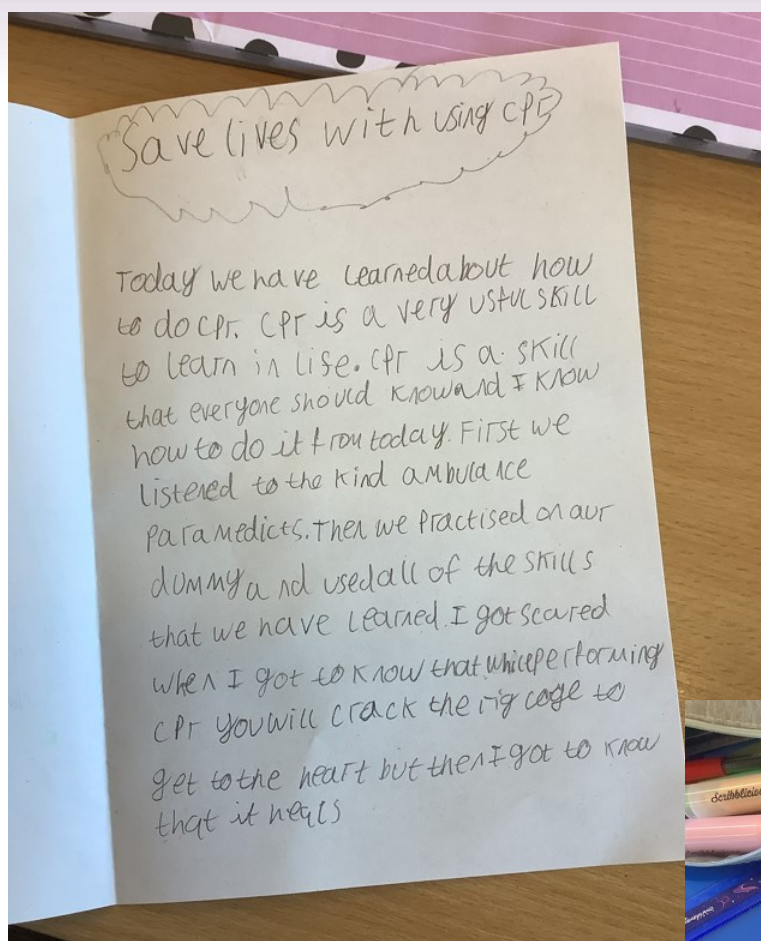 Save lives with using cpr
Today we have learned about how
to do cpr. cpr is a very usful skill
to learn in life. cpr is a skill
that everyone should know and I know
how to do it from today. First we
listened to the kind ambulance
paramedicts. Then we practised on our
dummy and used all of the skills
that we have learned. I got scared
when I got to know that while performing
cpr you will crack the rig cage to
get to the heart but then I got to know
that it heals